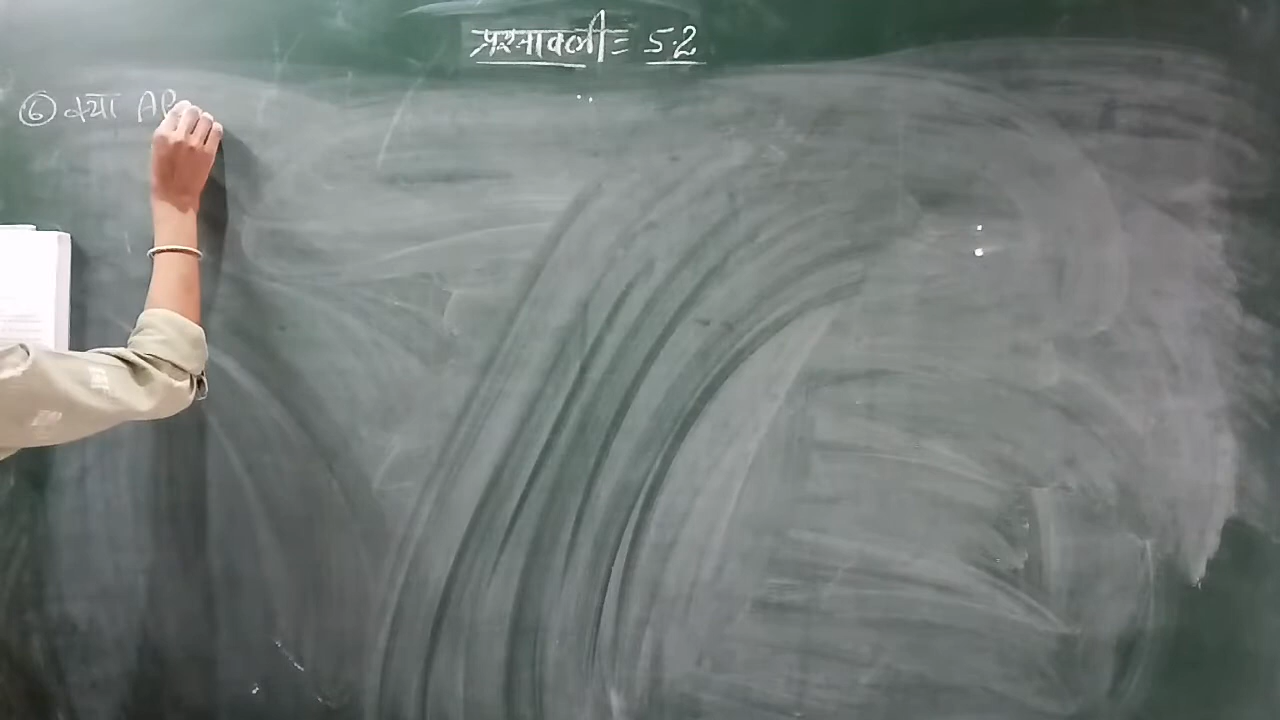 प्रश्नावली = 5.2
⑥ क्या AP